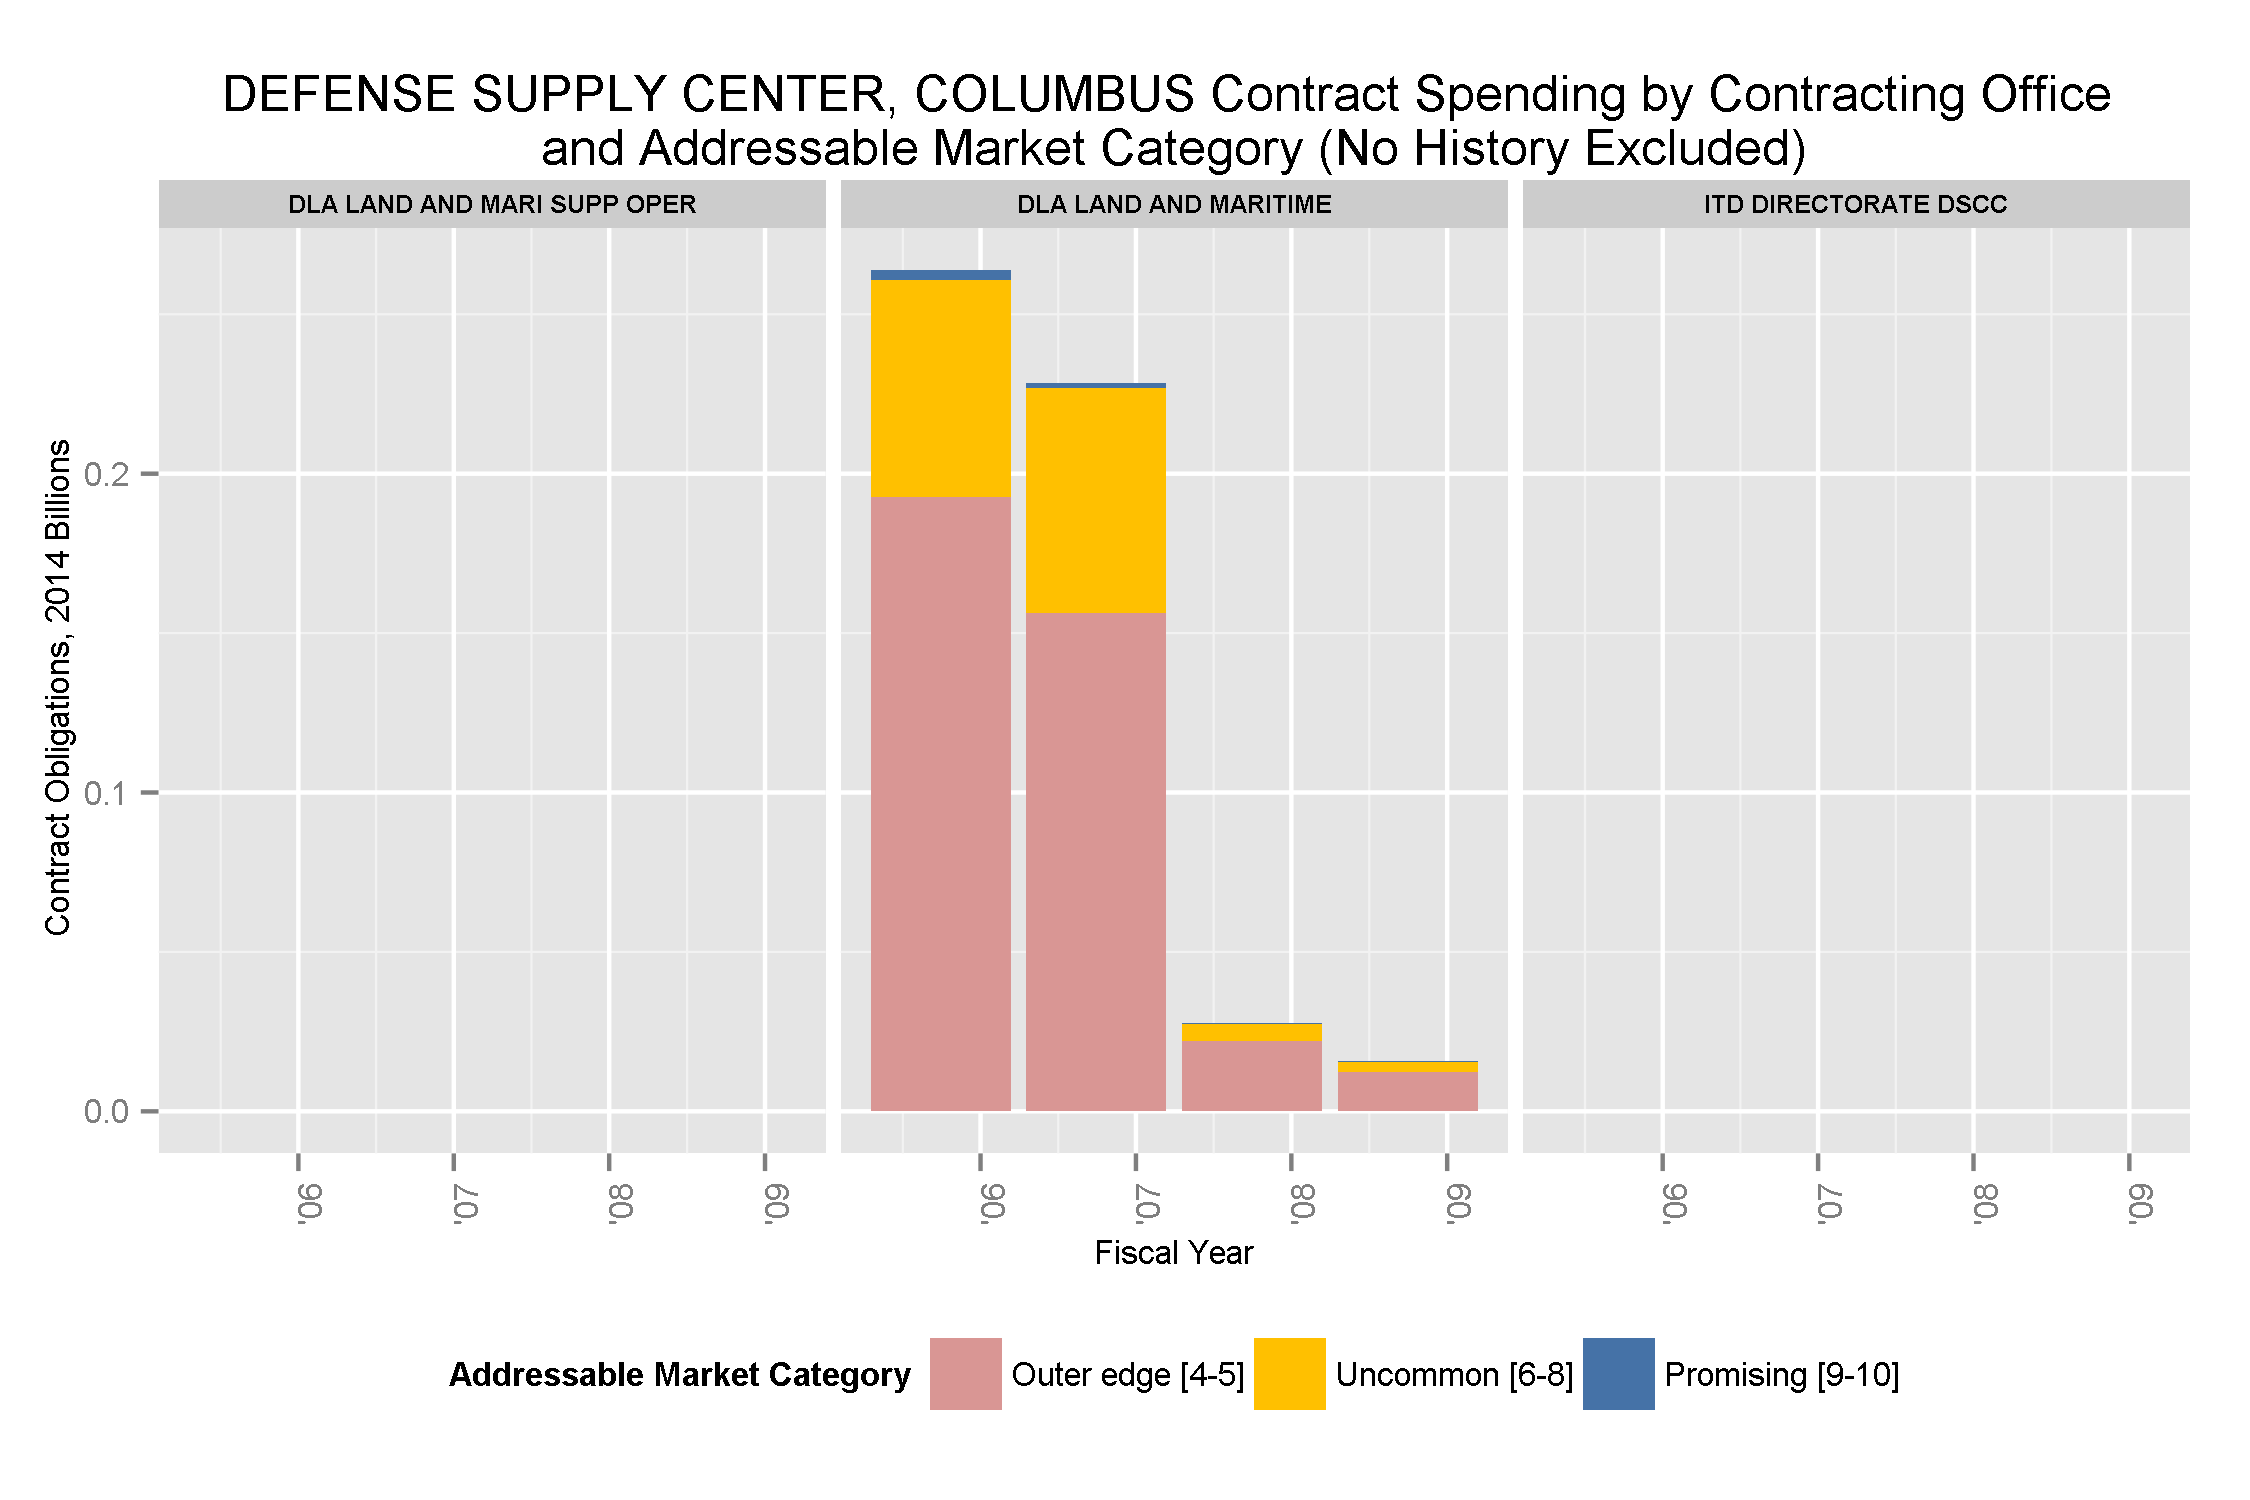 DEFENSE SUPPLY CENTER, COLUMBUS Contract Spending by Contracting Office
and Addressable Market Category (No History Excluded)
DLA LAND AND MARI SUPP OPER
DLA LAND AND MARITIME
ITD DIRECTORATE DSCC
Contract Obligations, 2014 Billions
0.2
0.1
0.0
'06
'07
'08
'09
'06
'07
'08
'09
'06
'07
'08
'09
Fiscal Year
Addressable Market Category
Outer edge [4-5]
Uncommon [6-8]
Promising [9-10]